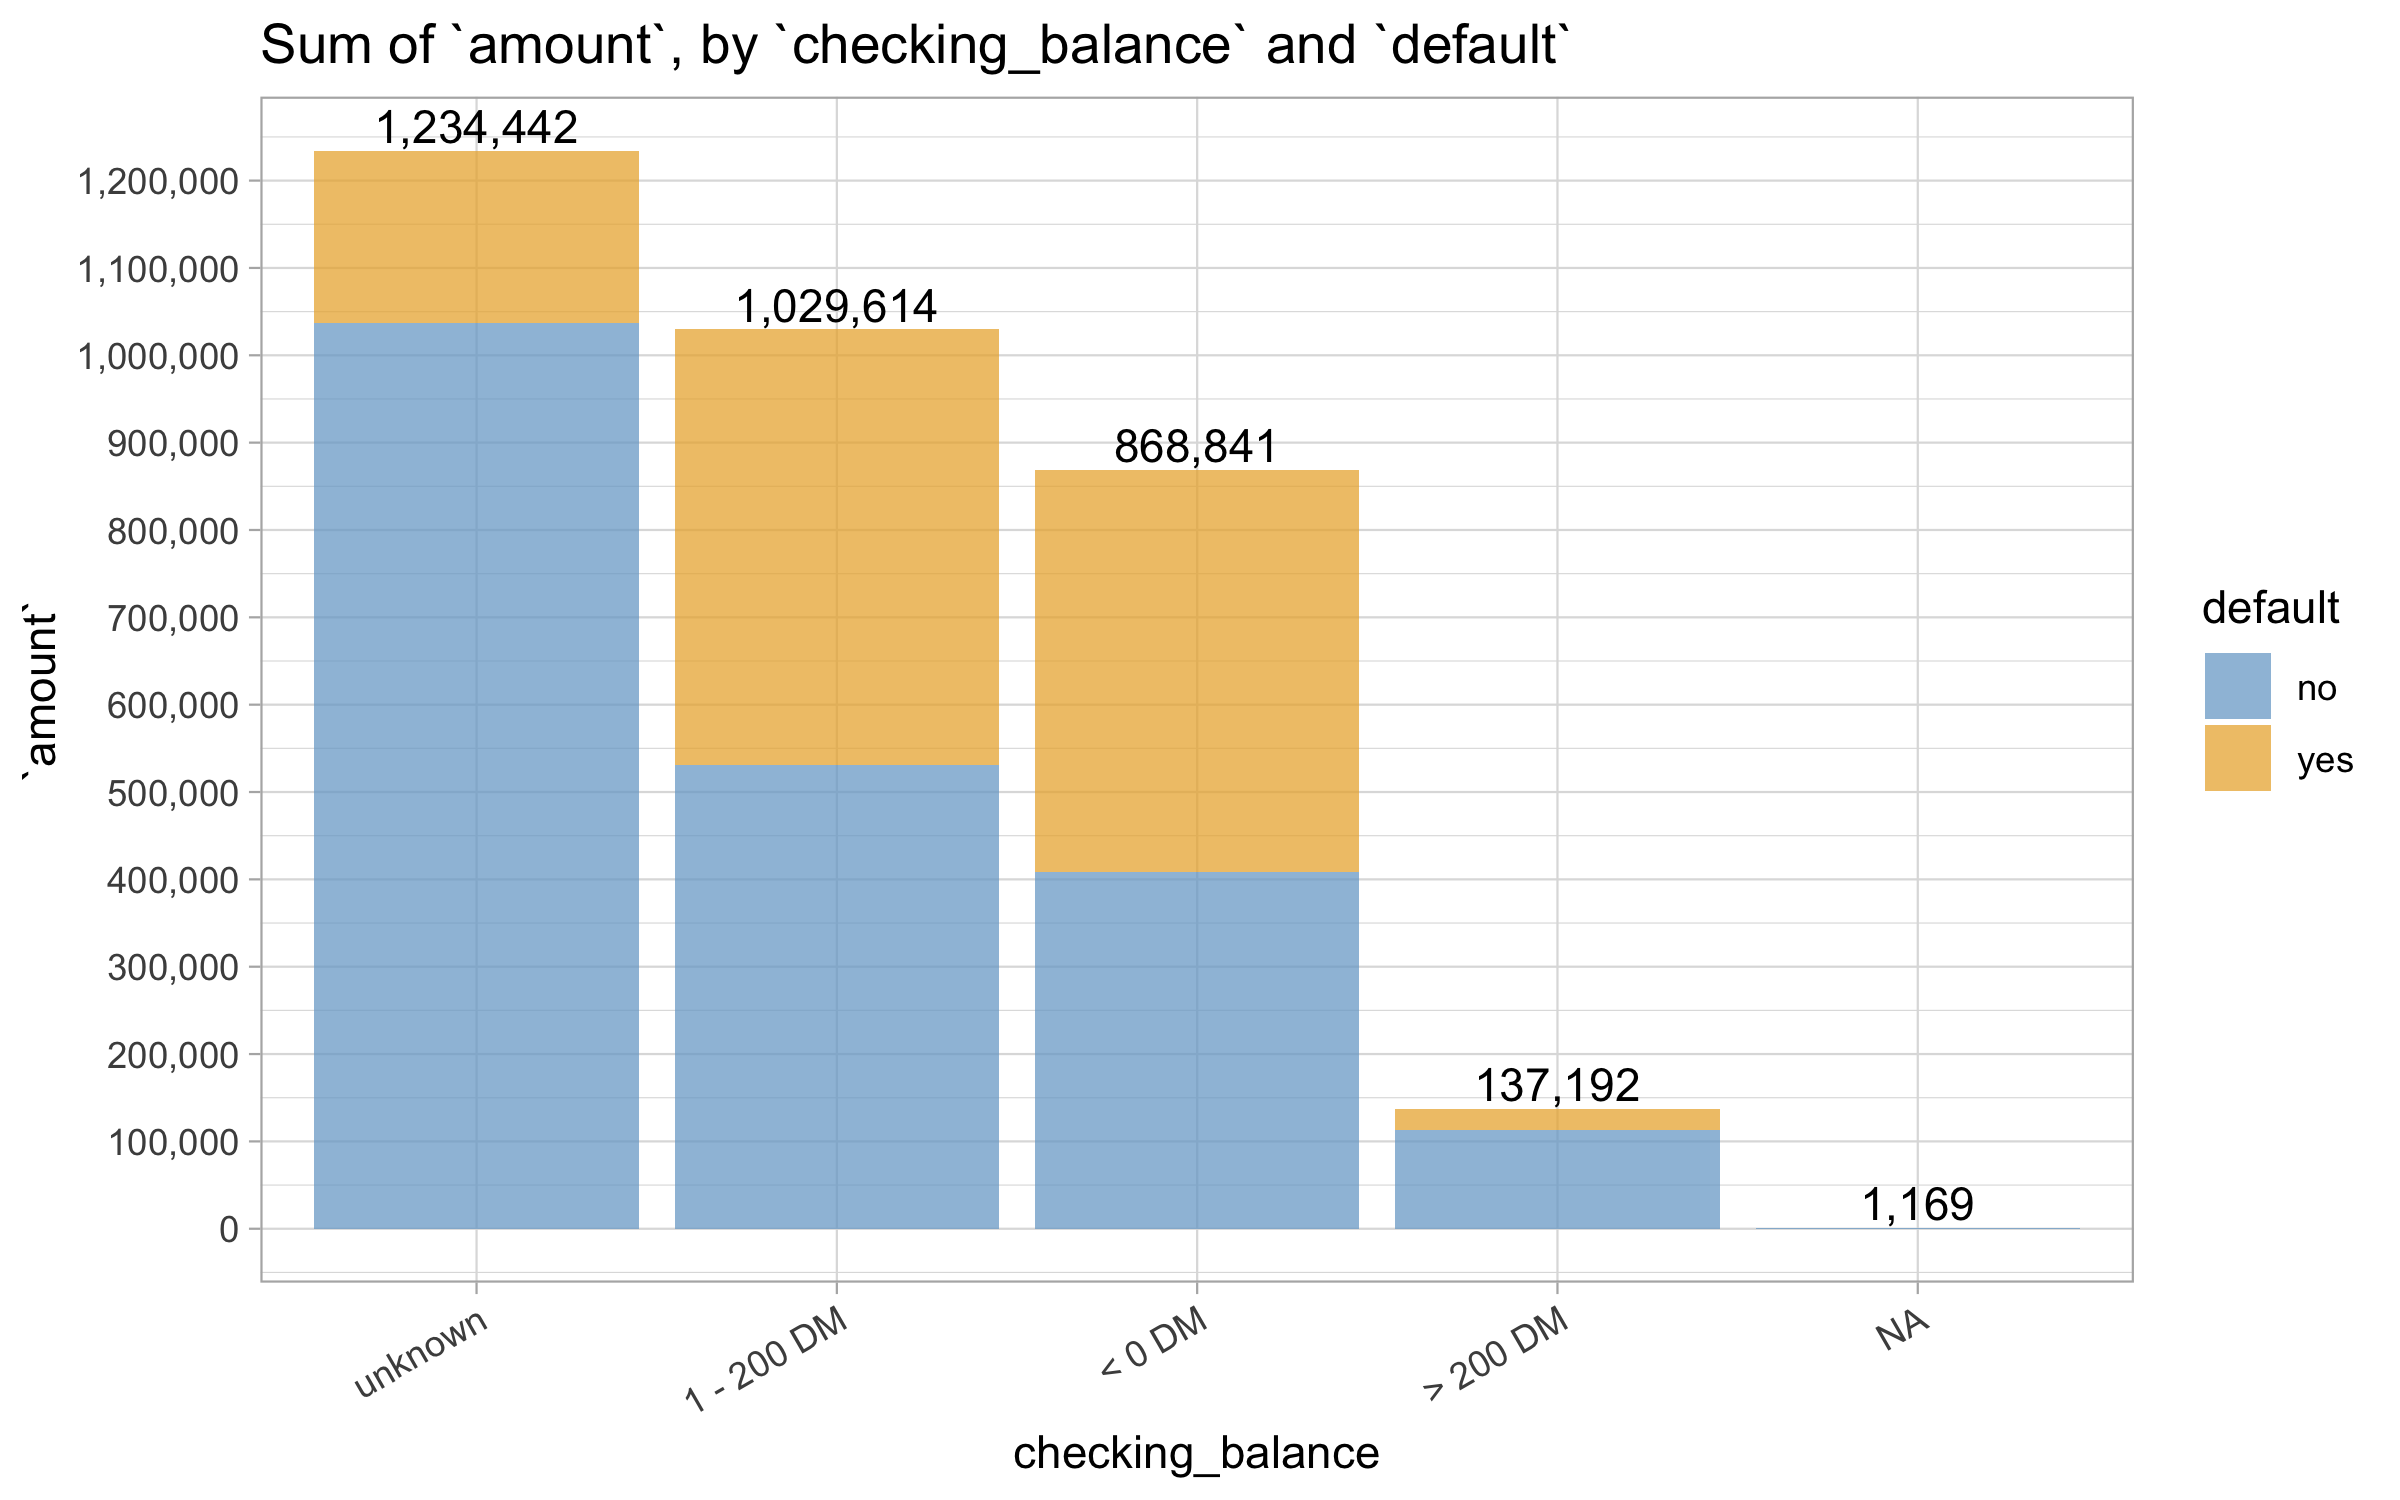 Sum of `amount`, by `checking_balance` and `default`
1,234,442
1,029,614
868,841
137,192
1,169
1,200,000
1,100,000
1,000,000
900,000
800,000
700,000
600,000
500,000
400,000
300,000
200,000
100,000
0
`amount`
unknown
1 - 200 DM
< 0 DM
> 200 DM
NA
checking_balance
default
no
yes